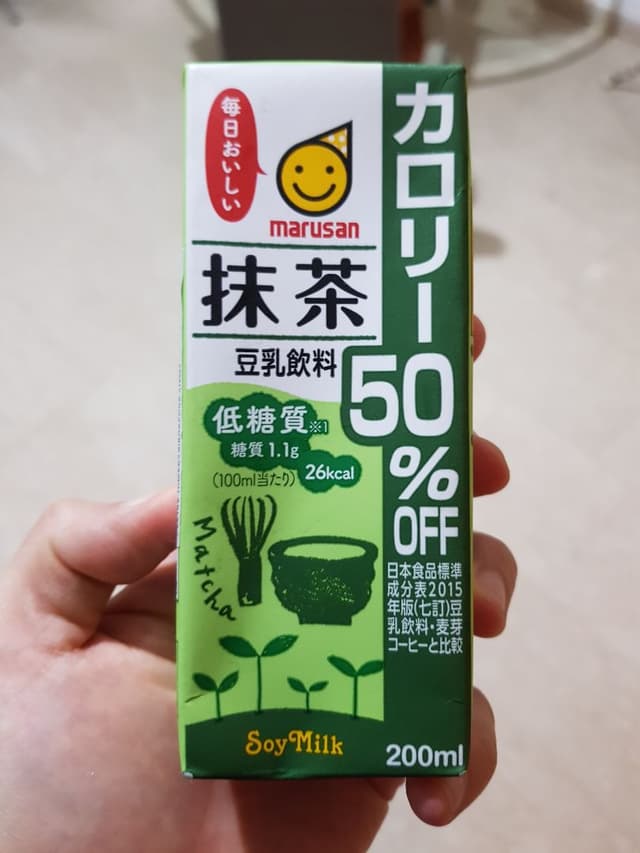 毎日おいしい
marusan
抹茶
豆乳飲料
カロリー
50
%
OFF
低糖質※1
糖質1.1g
(100ml当たり)
26kcal
Matcha
日本食品標準
成分表2015
年版(七訂)豆
乳飲料・麦芽
コーヒーと比較
Soy Milk
200ml